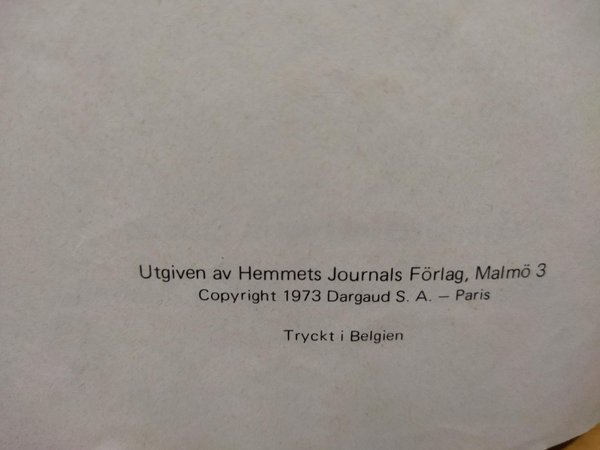 Utgiven av Hemmets Journals Förlag, Malmö 3
Copyright 1973 Dargaud S. A. – Paris
Tryckt i Belgien